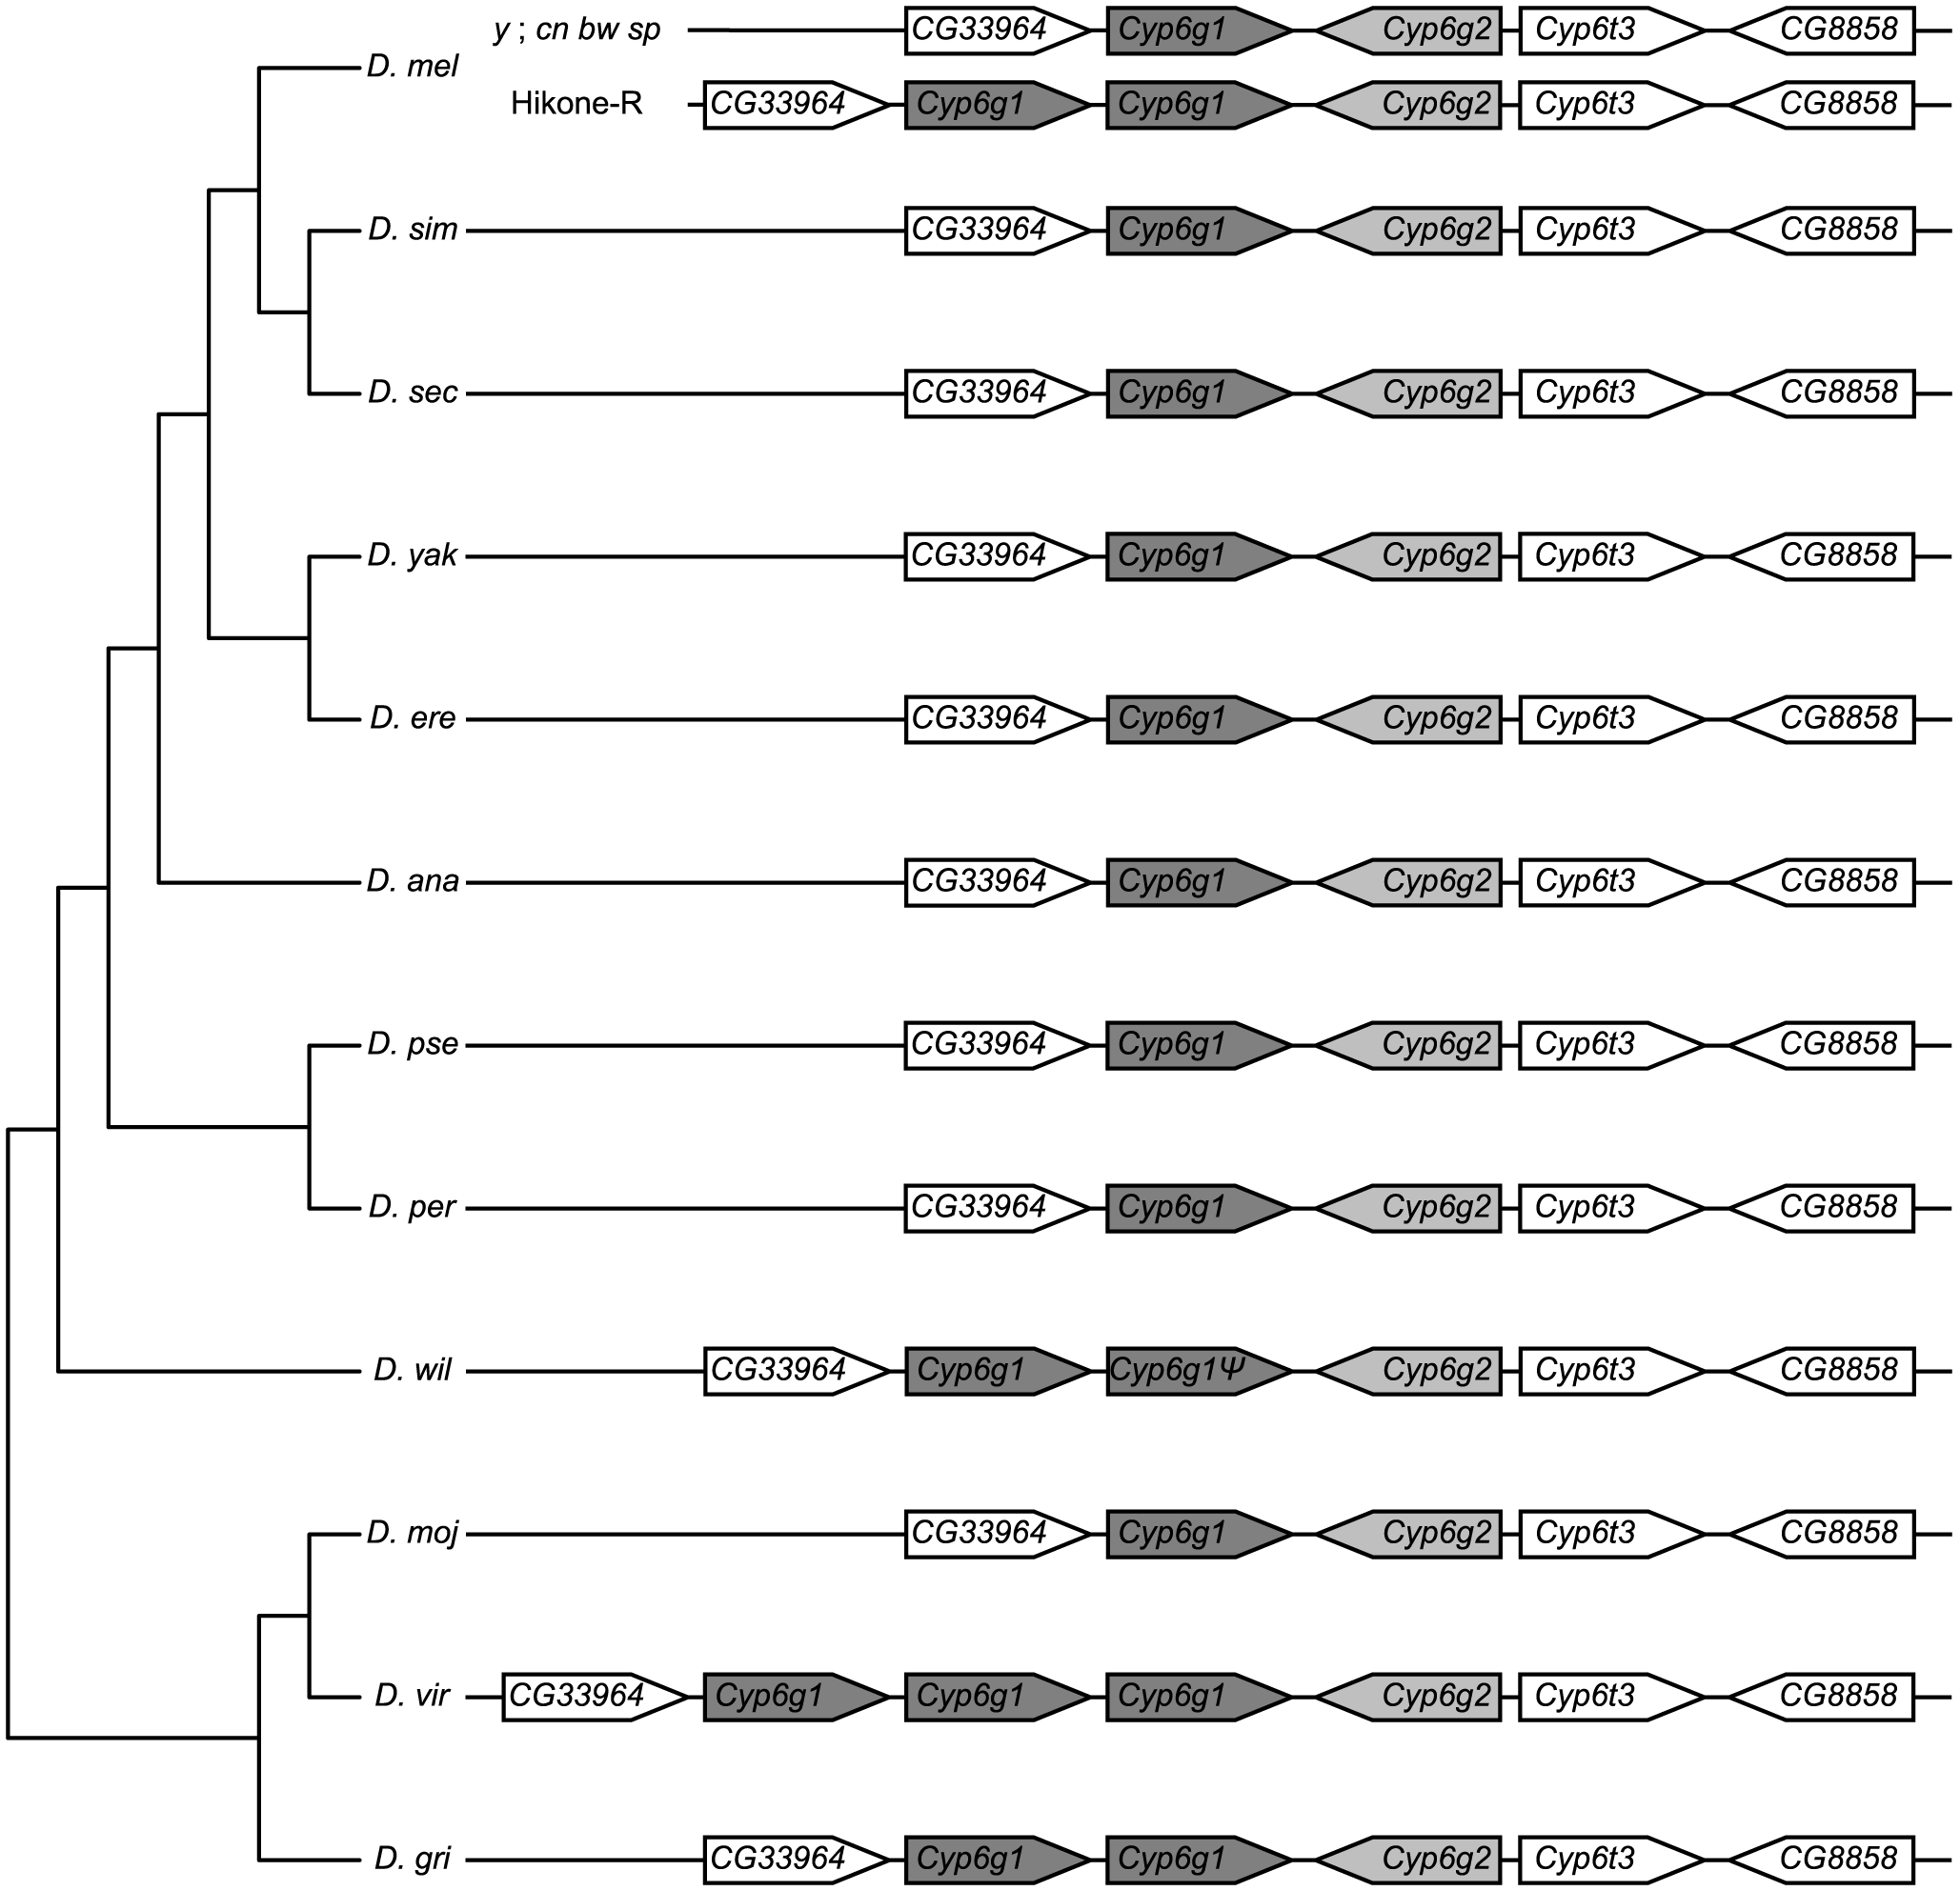 y ; cn bw sp CG33964 Cyp6g1 Cyp6g2 Cyp6t3 CG8858
D. mel
Hikone-R CG33964 Cyp6g1 Cyp6g1 Cyp6g2 Cyp6t3 CG8858
D. sim CG33964 Cyp6g1 Cyp6g2 Cyp6t3 CG8858
D. sec CG33964 Cyp6g1 Cyp6g2 Cyp6t3 CG8858
D. yak CG33964 Cyp6g1 Cyp6g2 Cyp6t3 CG8858
D. ere CG33964 Cyp6g1 Cyp6g2 Cyp6t3 CG8858
D. ana CG33964 Cyp6g1 Cyp6g2 Cyp6t3 CG8858
D. pse CG33964 Cyp6g1 Cyp6g2 Cyp6t3 CG8858
D. per CG33964 Cyp6g1 Cyp6g2 Cyp6t3 CG8858
D. wil CG33964 Cyp6g1 Cyp6g1Ψ Cyp6g2 Cyp6t3 CG8858
D. moj CG33964 Cyp6g1 Cyp6g2 Cyp6t3 CG8858
D. vir CG33964 Cyp6g1 Cyp6g1 Cyp6g1 Cyp6g2 Cyp6t3 CG8858
D. gri CG33964 Cyp6g1 Cyp6g1 Cyp6g2 Cyp6t3 CG8858